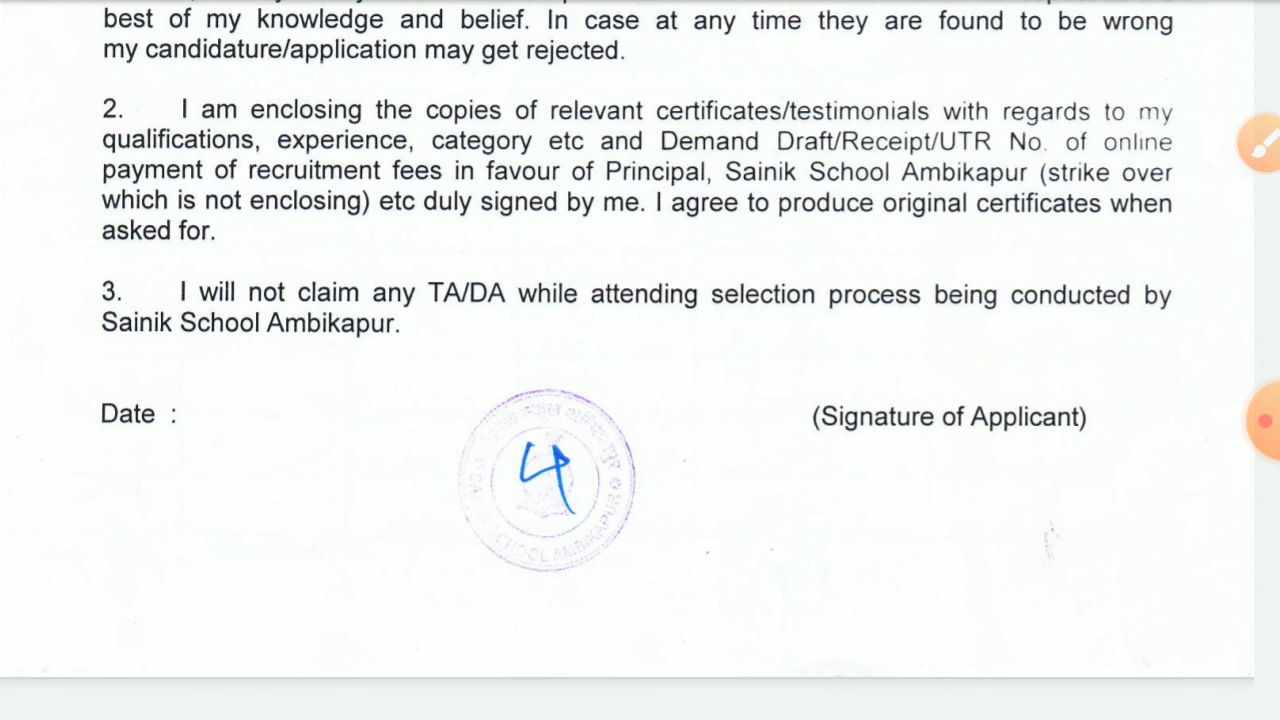 best of my knowledge and belief. In case at any time they are found to be wrong
my candidature/application may get rejected.
2. I am enclosing the copies of relevant certificates/testimonials with regards to my
qualifications, experience, category etc and Demand Draft/Receipt/UTR No. of online
payment of recruitment fees in favour of Principal, Sainik School Ambikapur (strike over
which is not enclosing) etc duly signed by me. I agree to produce original certificates when
asked for.
3. I will not claim any TA/DA while attending selection process being conducted by
Sainik School Ambikapur.
Date :
(Signature of Applicant)
4
SCHOOL AMBIKAPUR